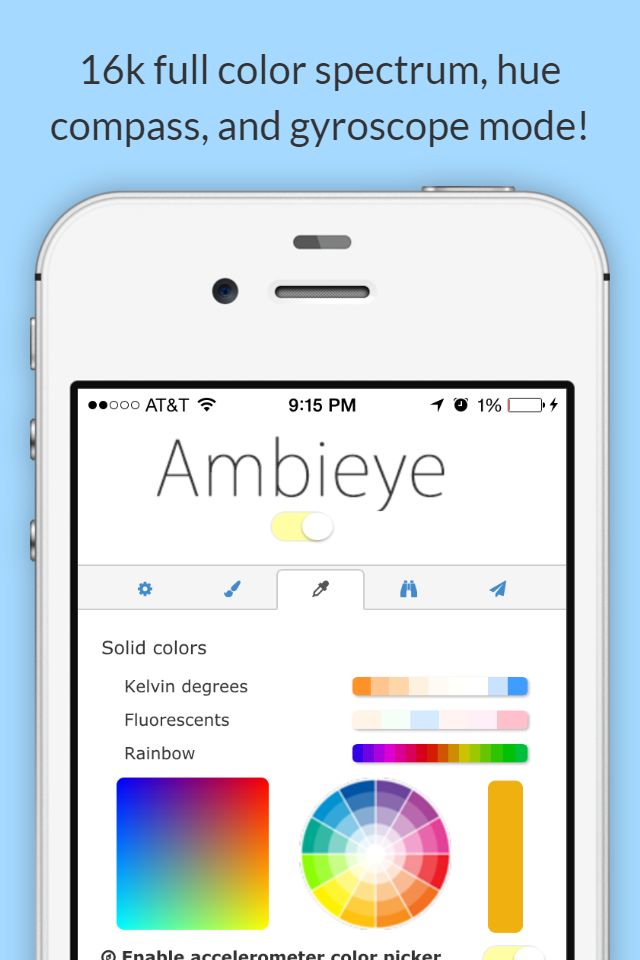 16k full color spectrum, hue
compass, and gyroscope mode!
AT&T 9:15 PM 1%
Ambieye
Solid colors
Kelvin degrees
Fluorescents
Rainbow
Enable accelerometer color picker